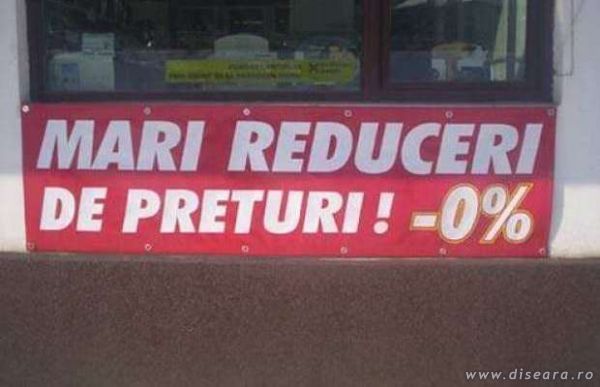 MARI REDUCERI
DE PRETURI! -0%
www.diseara.ro